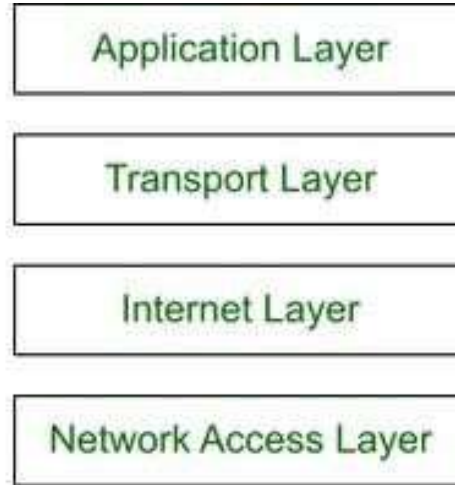 Application Layer
Transport Layer
Internet Layer
Network Access Layer